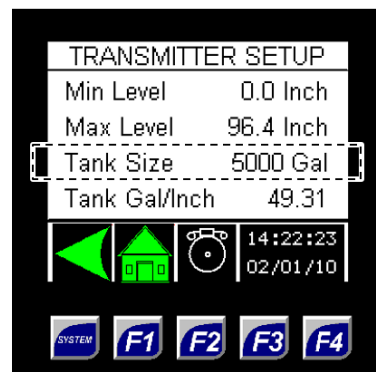 TRANSMITTER SETUP
Min Level 0.0 Inch
Max Level 96.4 Inch
Tank Size 5000 Gal
Tank Gal/Inch 49.31
14:22:23
02/01/10
SYSTEM F1 F2 F3 F4